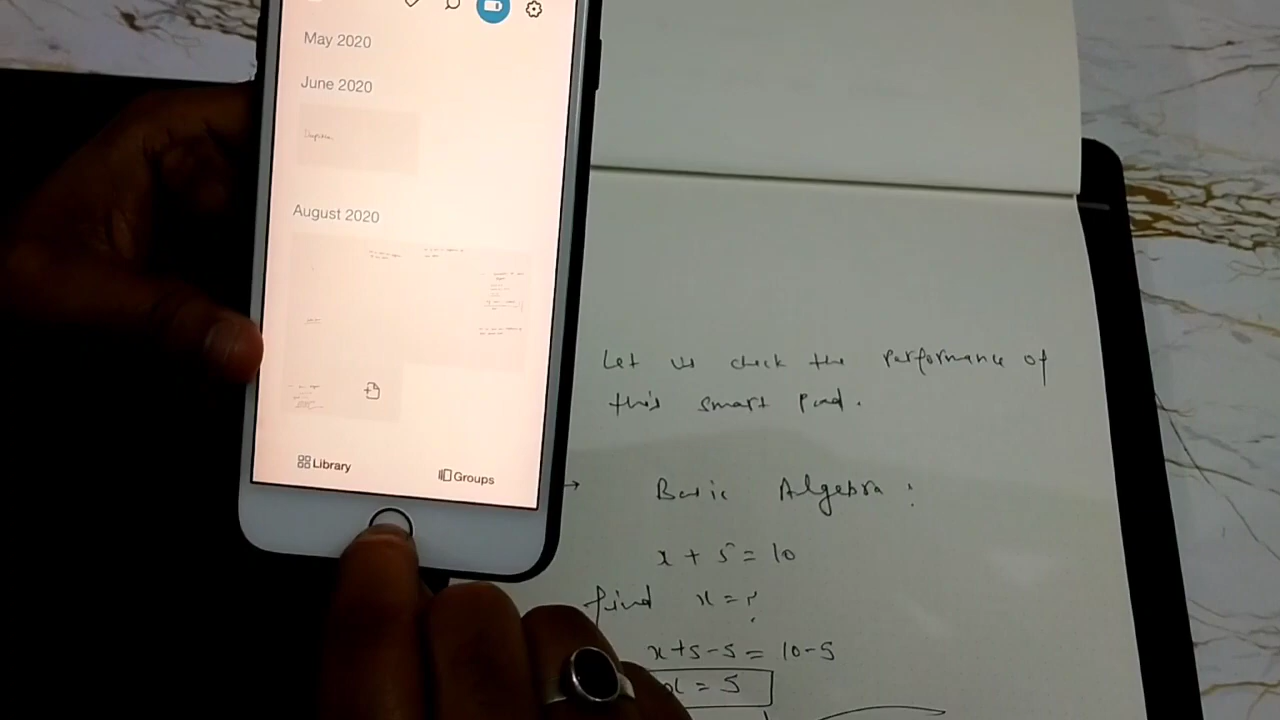 May 2020
June 2020
August 2020
Library
Groups
Let us check the performance of
this smart pad.
→ Basic Algebra :
x + 5 = 10
find x = ?
x+5-5 = 10-5
x = 5